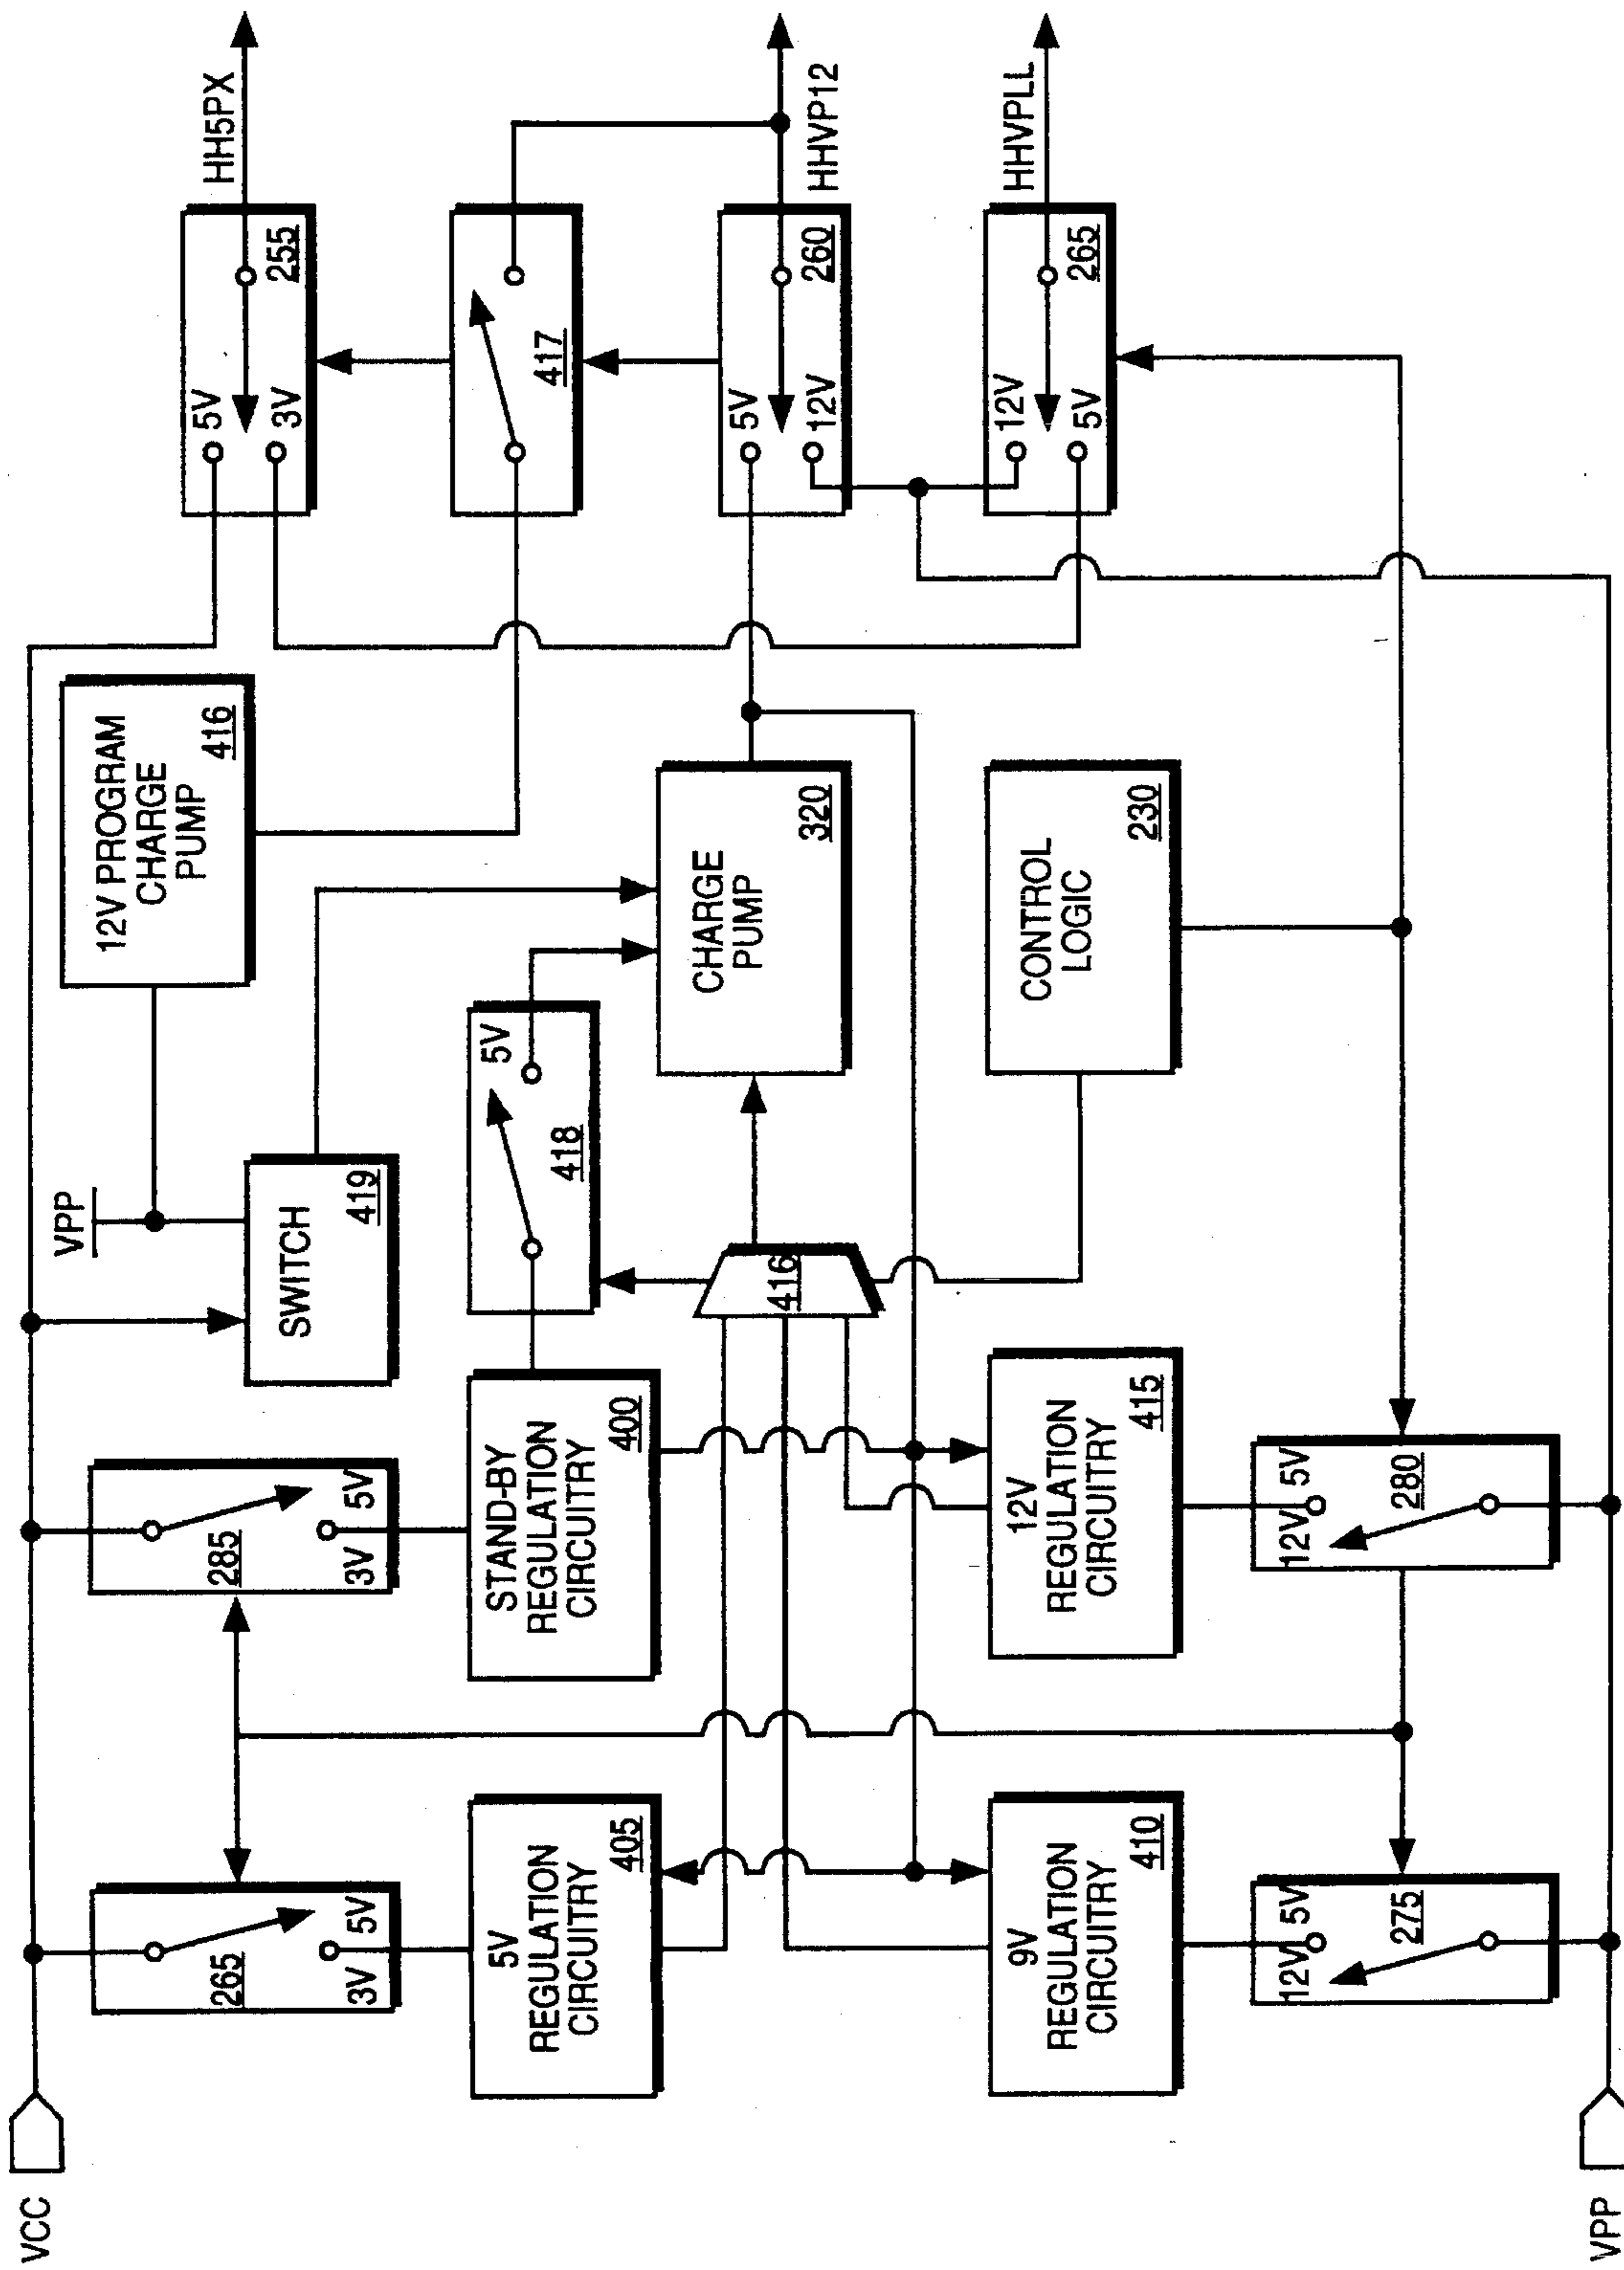 VCC
265
3V
5V
285
3V
5V
VPP
SWITCH
419
12V PROGRAM
CHARGE
PUMP
416
5V
3V
255
HH5PX
5V
REGULATION
CIRCUITRY
405
STAND-BY
REGULATION
CIRCUITRY
400
418
5V
417
416
CHARGE
PUMP
320
5V
12V
260
HHVP12
9V
REGULATION
CIRCUITRY
410
12V
REGULATION
CIRCUITRY
415
CONTROL
LOGIC
230
12V
5V
265
HHVPLL
12V
5V
275
12V
5V
280
VPP